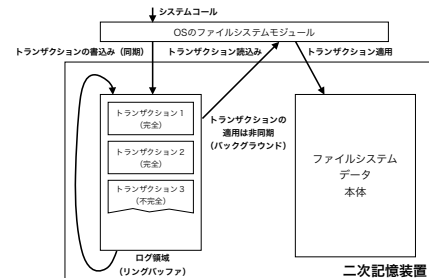 システムコール
OSのファイルシステムモジュール
トランザクションの書込み（同期）
トランザクション読込み
トランザクション適用
トランザクション１
（完全）
トランザクション２
（完全）
トランザクション３
（不完全）
トランザクションの
適用は非同期
（バックグラウンド）
ファイルシステム
データ
本体
ログ領域
（リングバッファ）
二次記憶装置